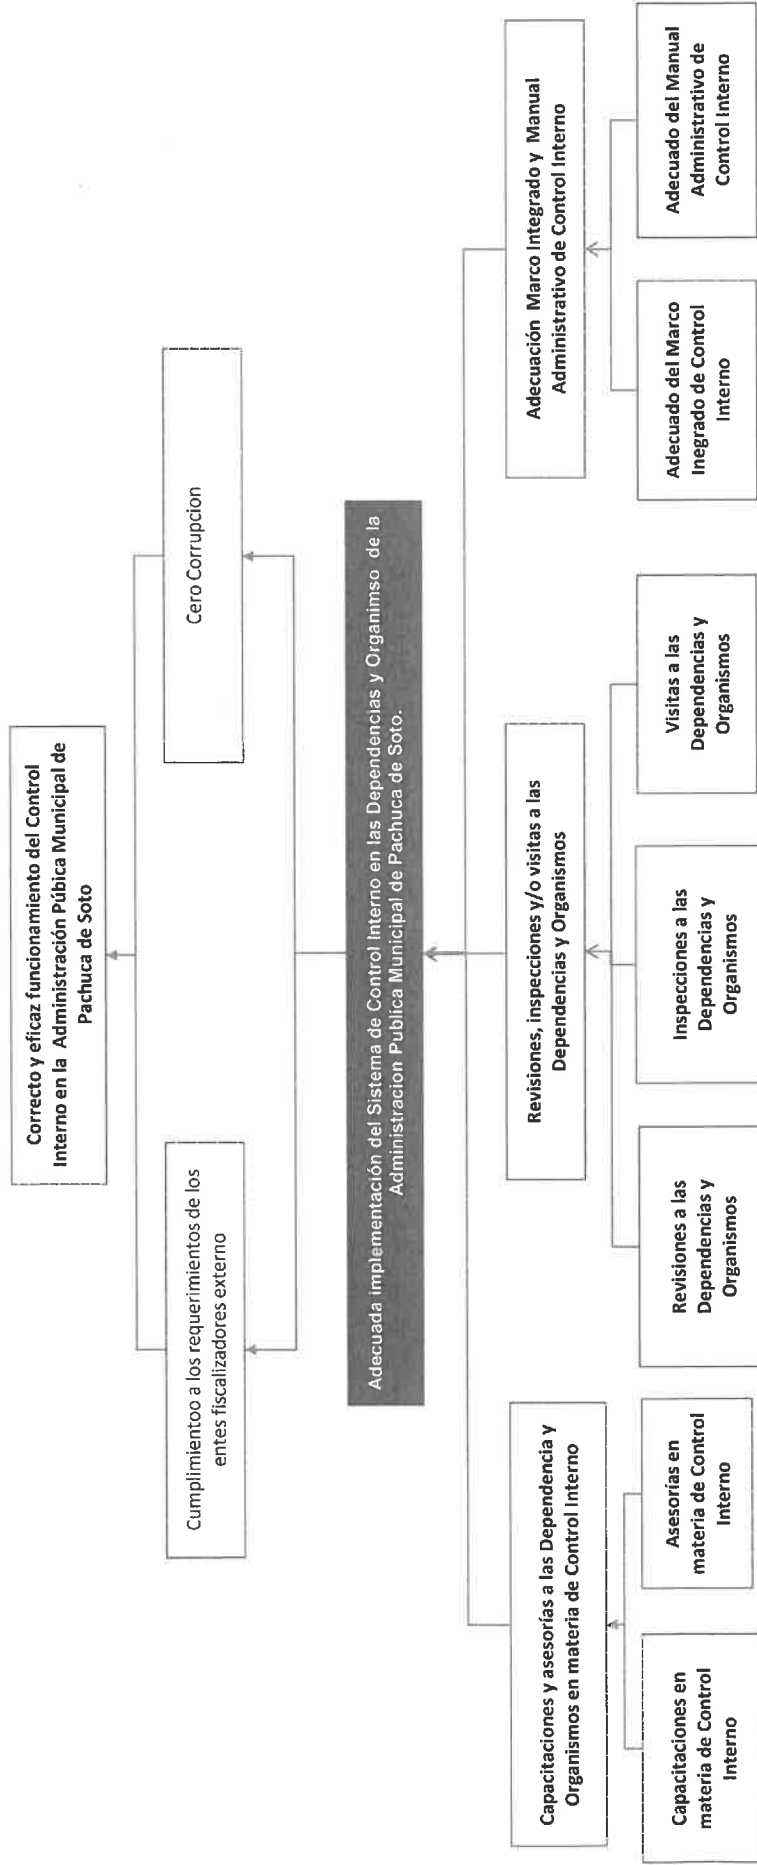 Correcto y eficaz funcionamiento del Control
Interno en la Administración Púbica Municipal de
Pachuca de Soto
Cumplimientoo a los requerimientos de los
entes fiscalizadores externo
Cero Corrupcion
Adecuada implementación del Sistema de Control Interno en las Dependencias y Organimso de la
Administracion Publica Municipal de Pachuca de Soto.
Capacitaciones y asesorías a las Dependencia y
Organismos en materia de Control Interno
Revisiones, inspecciones y/o visitas a las
Dependencias y Organismos
Adecuación Marco Integrado y Manual
Administrativo de Control Interno
Capacitaciones en
materia de Control
Interno
Asesorías en
materia de Control
Interno
Revisiones a las
Dependencias y
Organismos
Inspecciones a las
Dependencias y
Organismos
Visitas a las
Dependencias y
Organismos
Adecuado del Marco
Inegrado de Control
Interno
Adecuado del Manual
Administrativo de
Control Interno